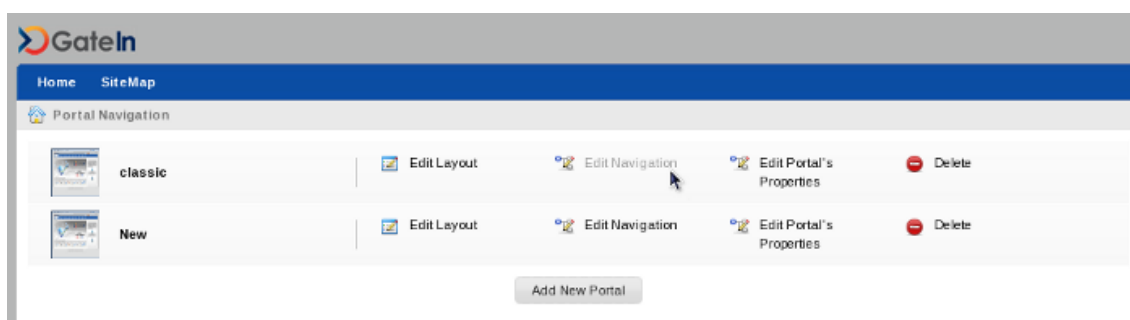 GateIn
Home SiteMap
Portal Navigation
classic Edit Layout Edit Navigation Edit Portal's Delete
Properties
New Edit Layout Edit Navigation Edit Portal's Delete
Properties
Add New Portal